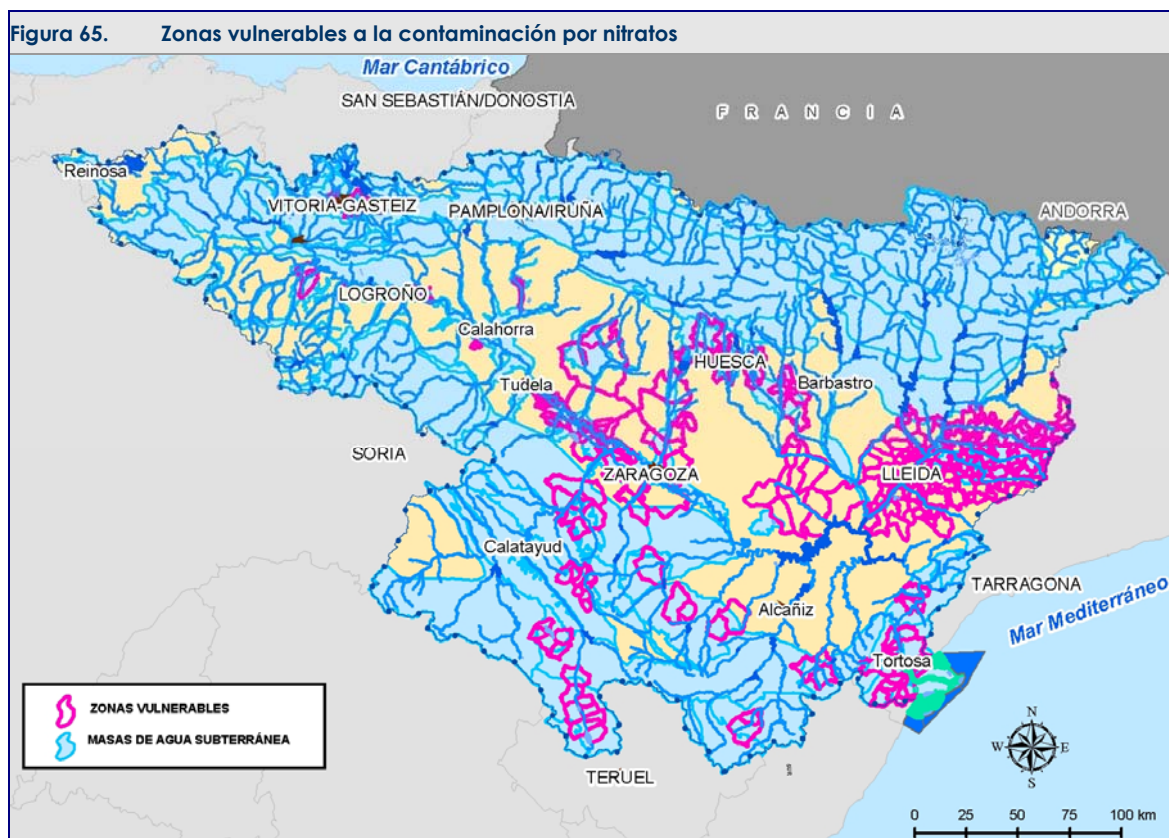 Figura 65. Zonas vulnerables a la contaminación por nitratos
Mar Cantábrico
SAN SEBASTIÁN/DONOSTIA
FRANCIA
Reinosa
VITORIA-GASTEIZ
PAMPLONA/IRUÑA
ANDORRA
LOGROÑO
Calahorra
HUESCA
Barbastro
Tudela
SORIA
ZARAGOZA
LLEIDA
Calatayud
TARRAGONA
Alcañiz
Mar Mediterráneo
Tortosa
ZONAS VULNERABLES
MASAS DE AGUA SUBTERRÁNEA
TERUEL
N
W E
S
0 25 50 75 100 km